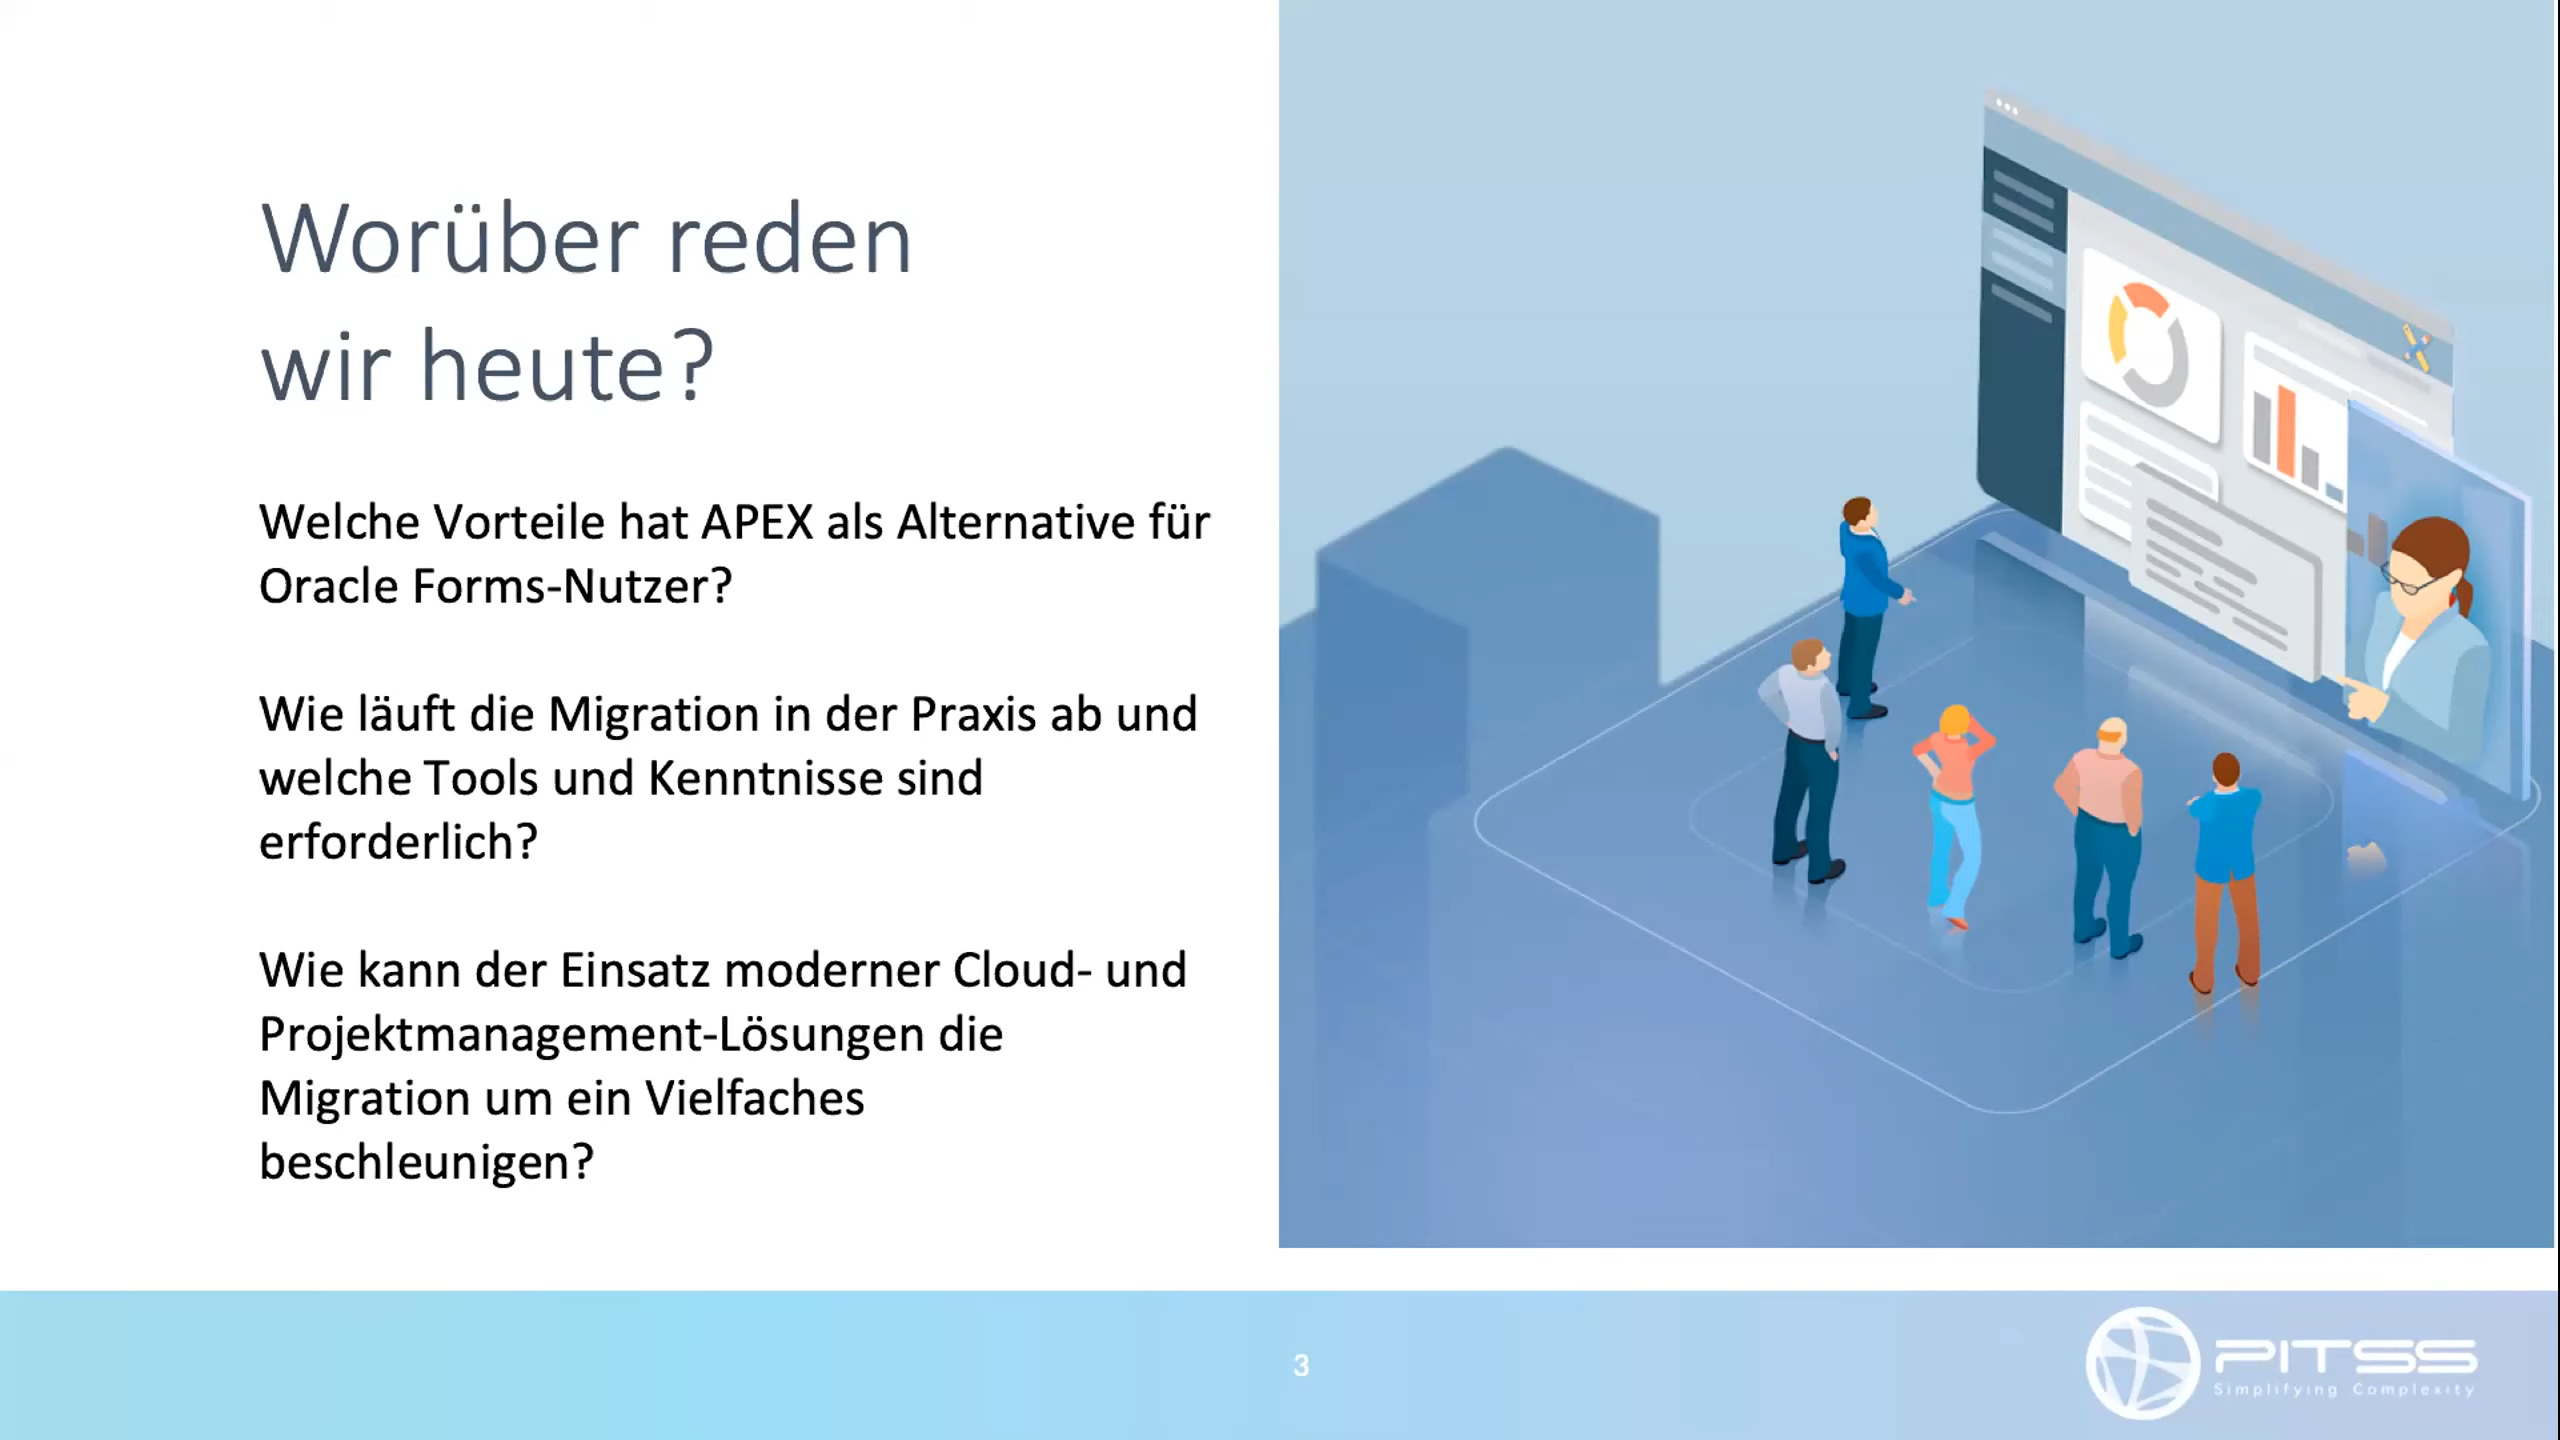 Worüber reden
wir heute?
Welche Vorteile hat APEX als Alternative für
Oracle Forms-Nutzer?
Wie läuft die Migration in der Praxis ab und
welche Tools und Kenntnisse sind
erforderlich?
Wie kann der Einsatz moderner Cloud- und
Projektmanagement-Lösungen die
Migration um ein Vielfaches
beschleunigen?
3
PITSS
Simplifying Complexity